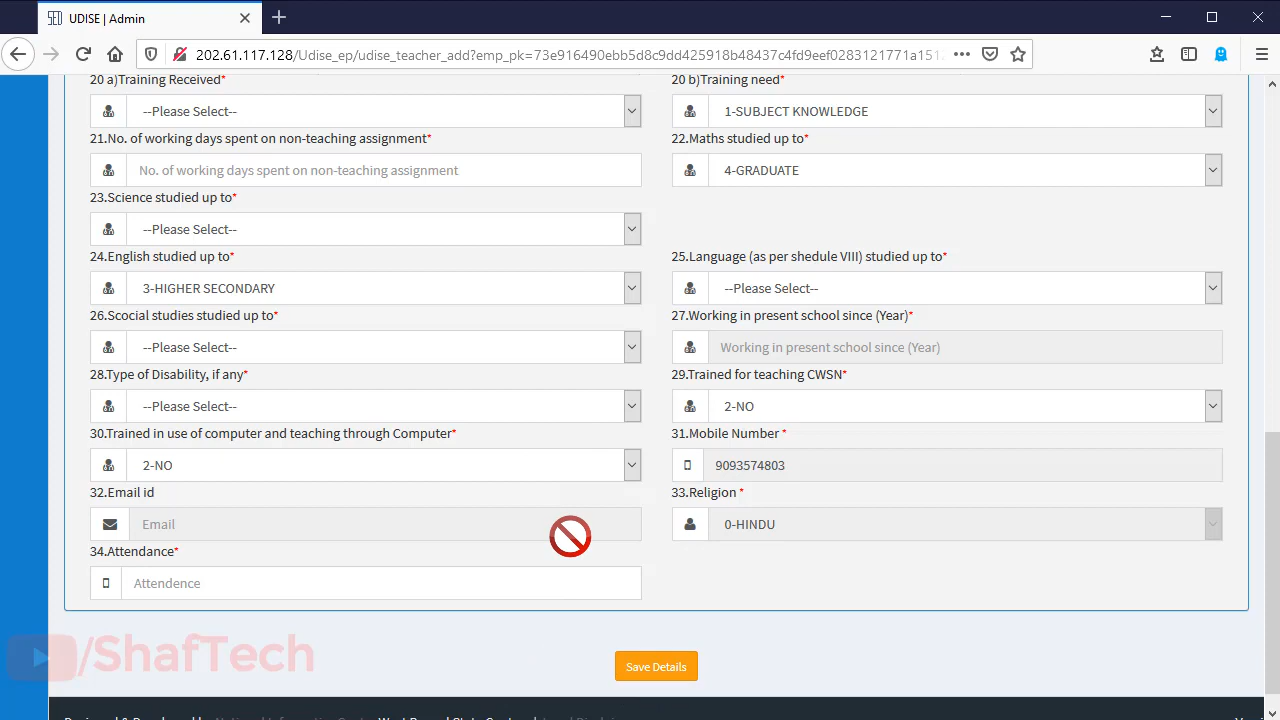 UDISE | Admin
202.61.117.128/Udise_ep/udise_teacher_add?emp_pk=73e916490ebb5d8c9dd425918b48437cfd9eef0283121771a151
20 a)Training Received*
20 b)Training need*
--Please Select--
1-SUBJECT KNOWLEDGE
21.No. of working days spent on non-teaching assignment*
22.Maths studied up to*
No. of working days spent on non-teaching assignment
4-GRADUATE
23.Science studied up to*
--Please Select--
24.English studied up to*
25.Language (as per shedule VIII) studied up to*
3-HIGHER SECONDARY
--Please Select--
26.Scocial studies studied up to*
27.Working in present school since (Year)*
--Please Select--
Working in present school since (Year)
28.Type of Disability, if any*
29.Trained for teaching CWSN*
--Please Select--
2-NO
30.Trained in use of computer and teaching through Computer*
31.Mobile Number *
2-NO
9093574803
32.Email id
33.Religion *
Email
0-HINDU
34.Attendance*
Attendence
/ShafTech
Save Details